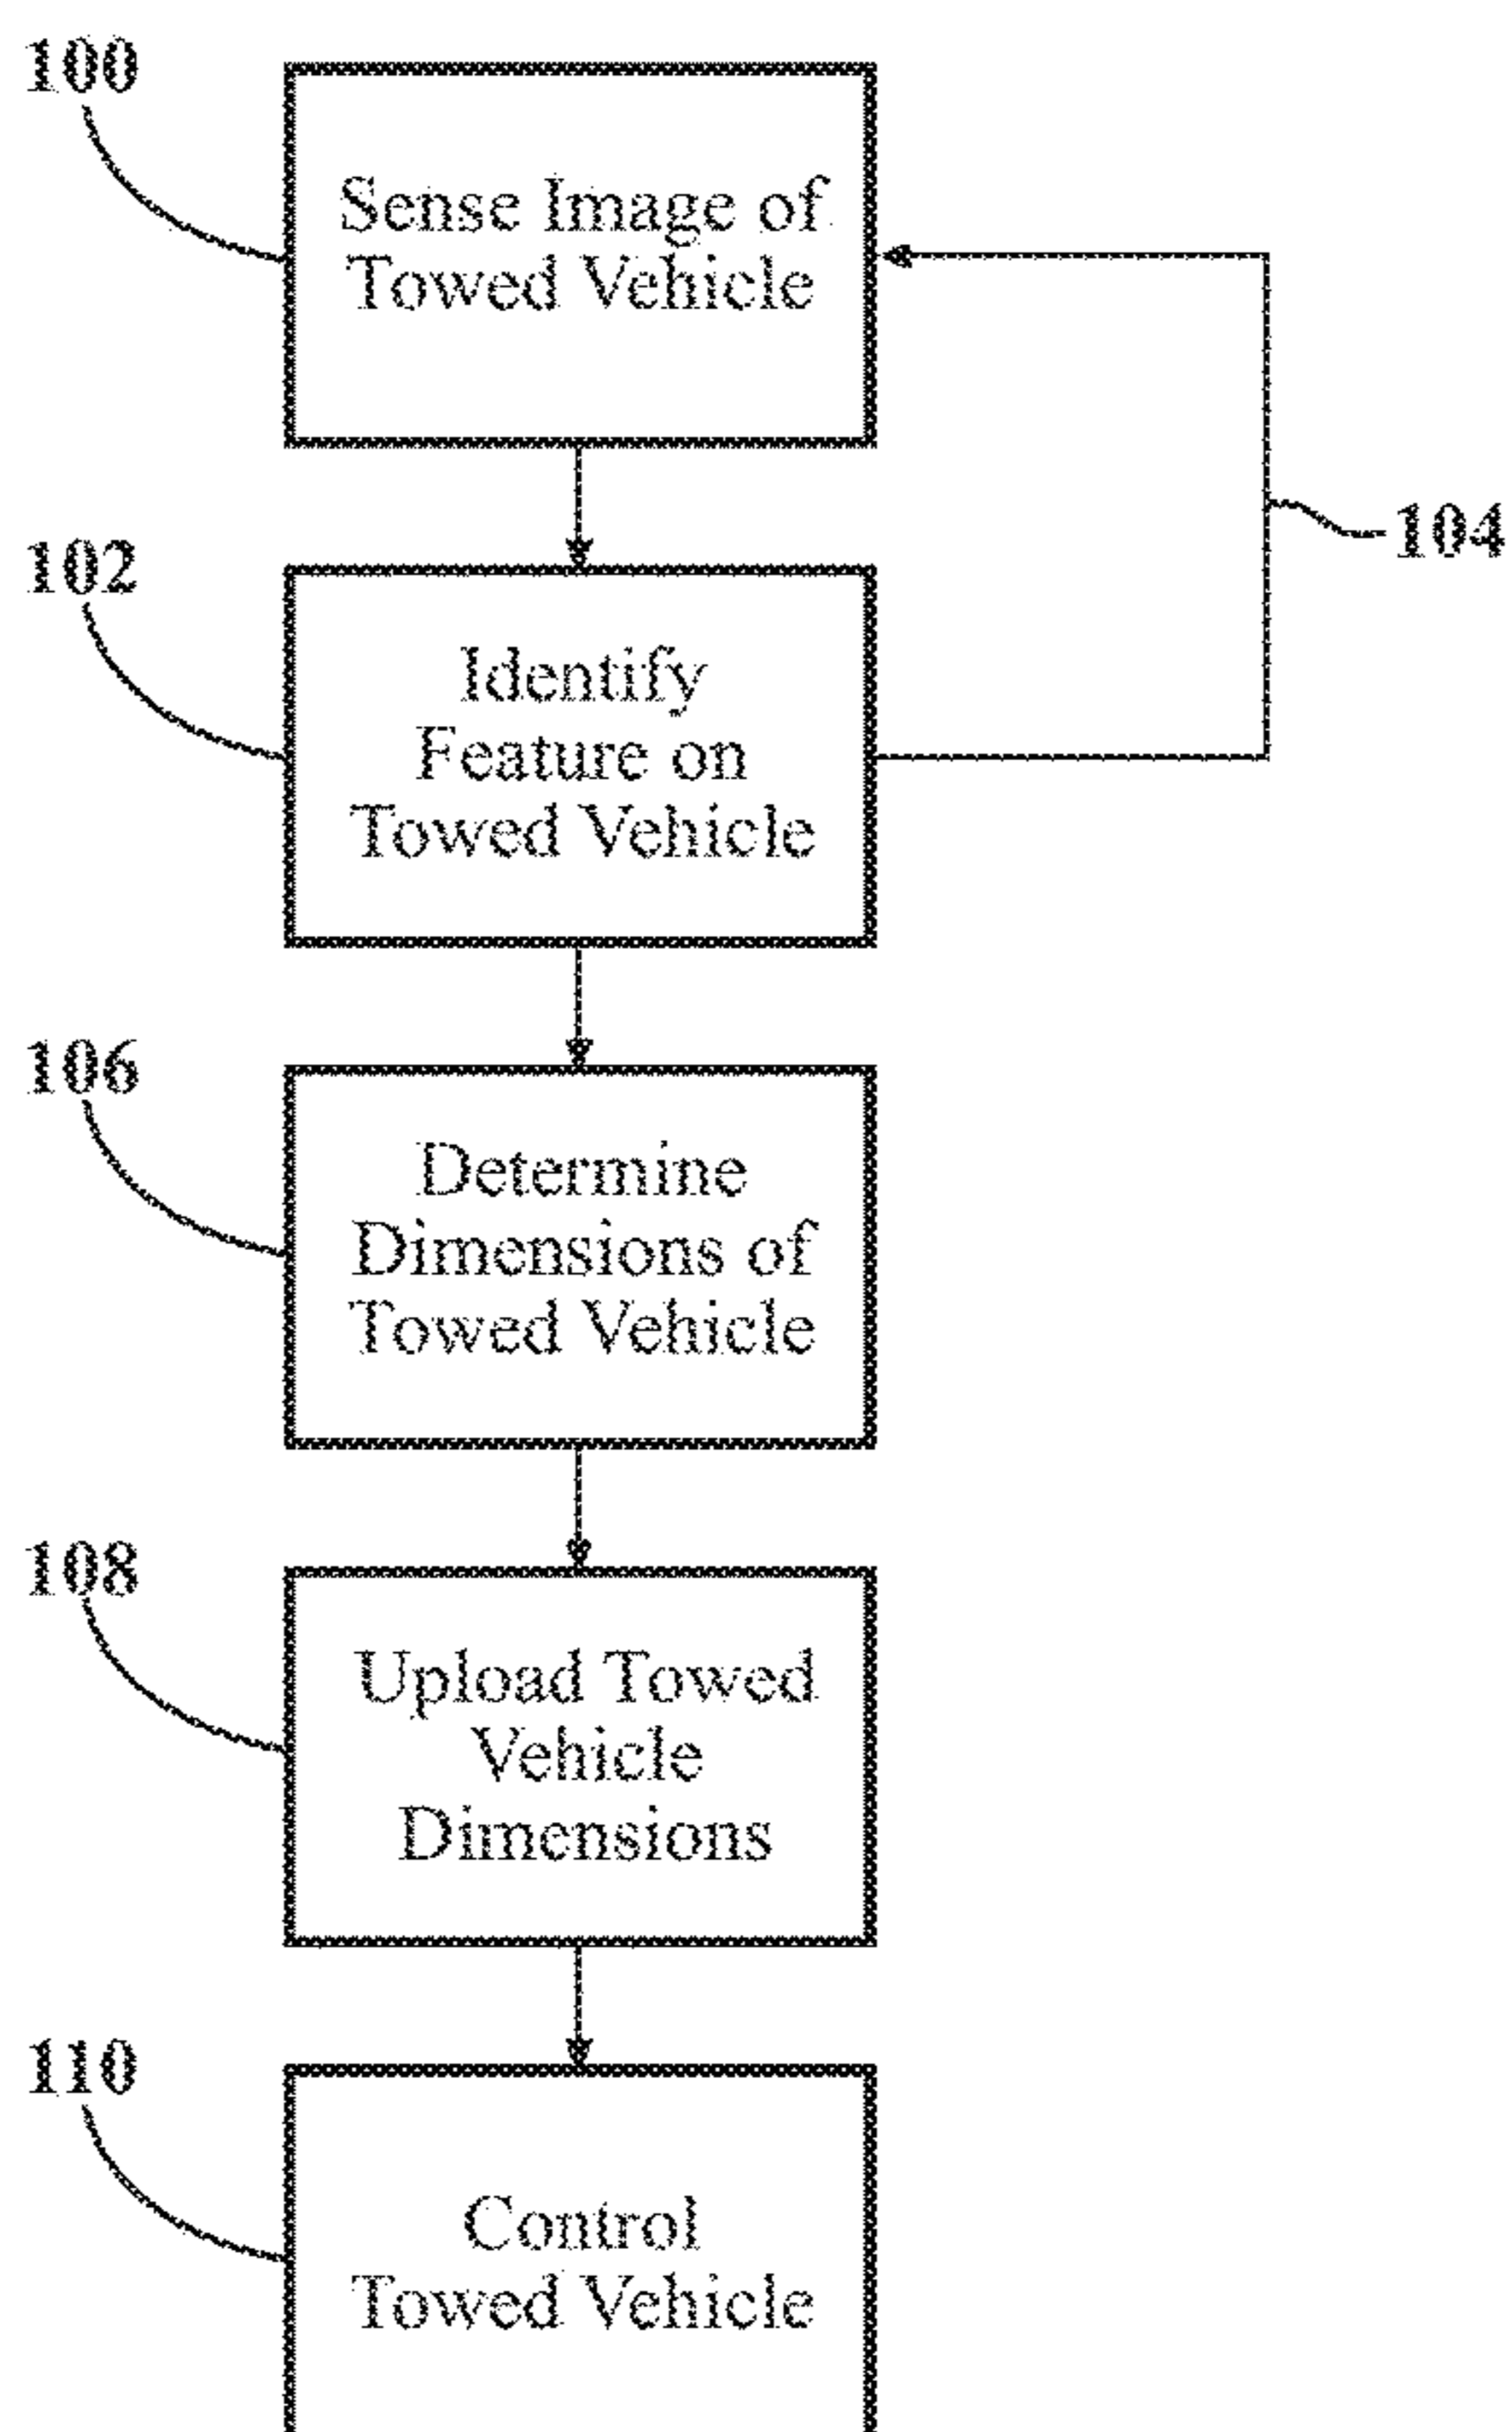 100
Sense Image of
Towed Vehicle
102
Identify
Feature on
Towed Vehicle
104
106
Determine
Dimensions of
Towed Vehicle
108
Upload Towed
Vehicle
Dimensions
110
Control
Towed Vehicle